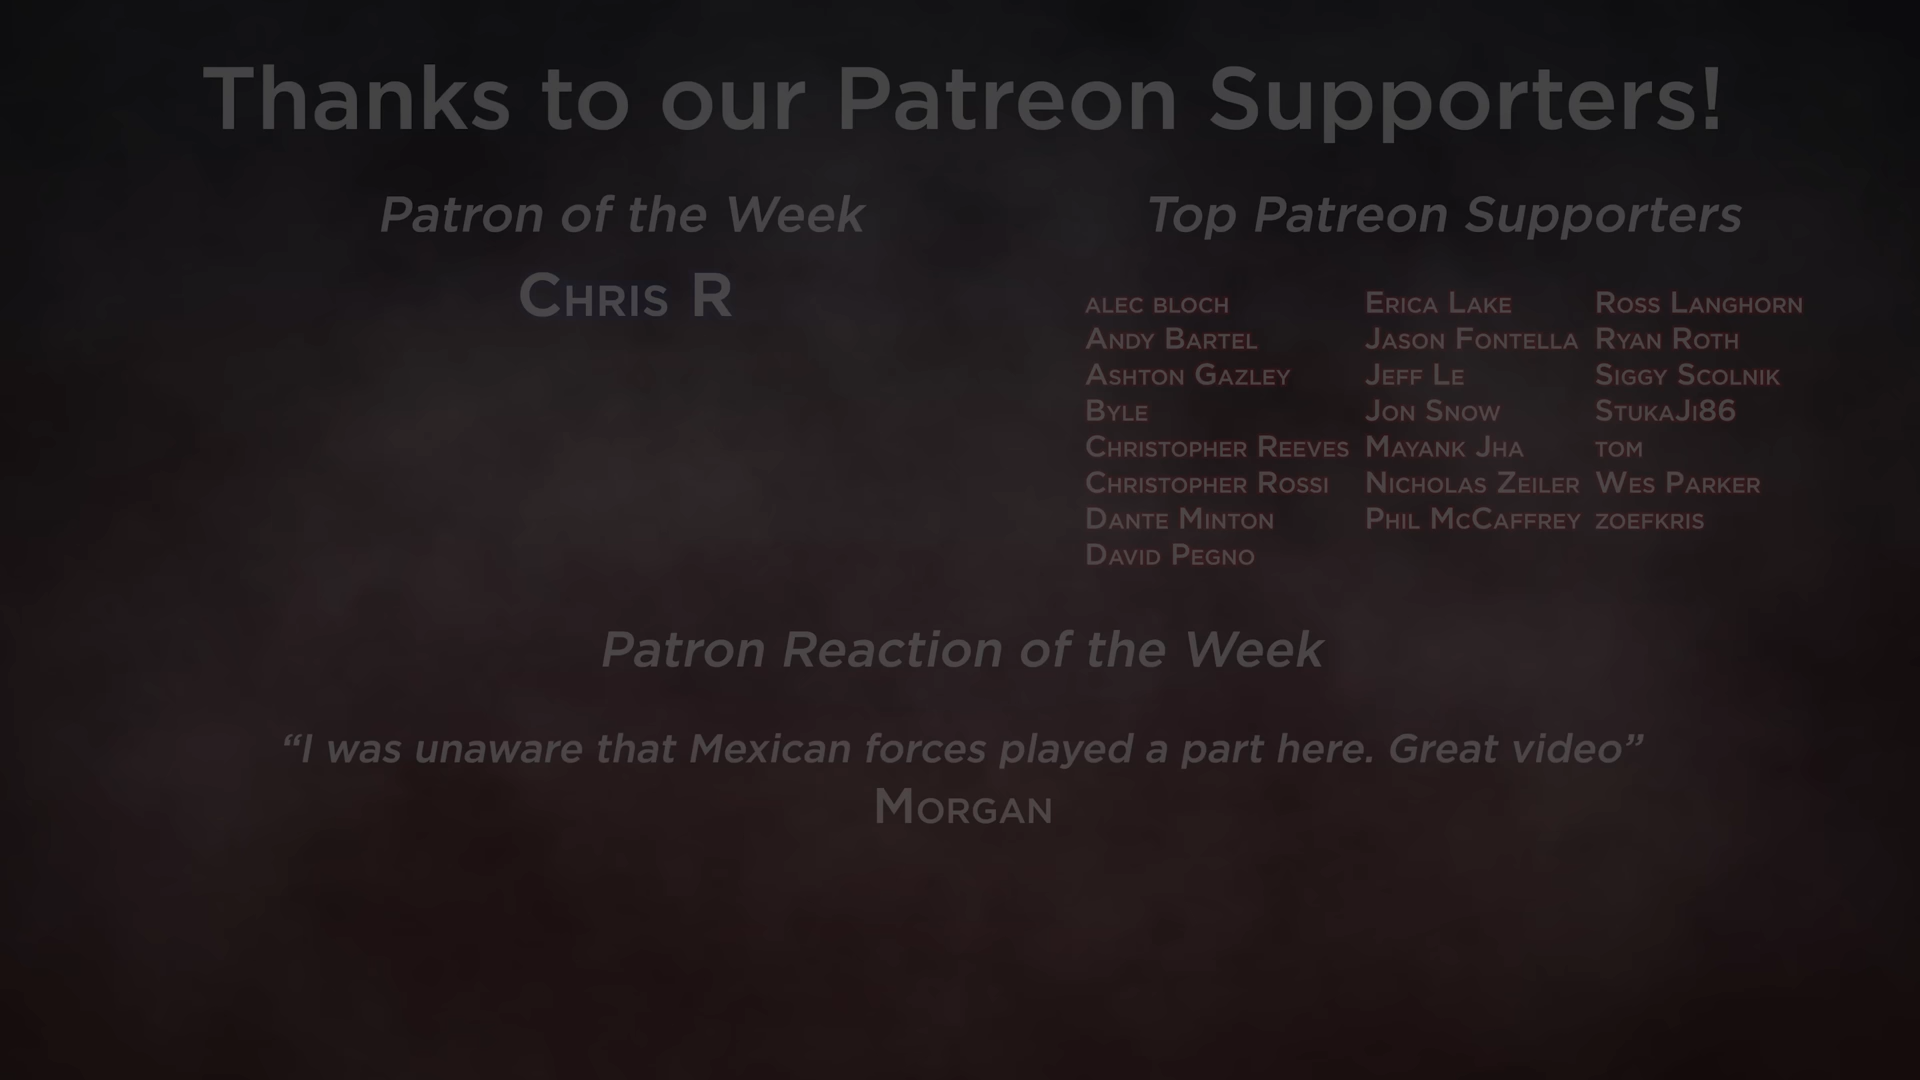 Thanks to our Patreon Supporters!
Patron of the Week
Chris R
Top Patreon Supporters
alec bloch
Andy Bartel
Ashton Gazley
Byle
Christopher Reeves
Christopher Rossi
Dante Minton
David Pegno
Erica Lake
Jason Fontella
Jeff Le
Jon Snow
Mayank Jha
Nicholas Zeiler
Phil McCaffrey
Ross Langhorn
Ryan Roth
Siggy Scolnik
StukaJi86
tom
Wes Parker
zoefkris
Patron Reaction of the Week
“I was unaware that Mexican forces played a part here. Great video”
Morgan